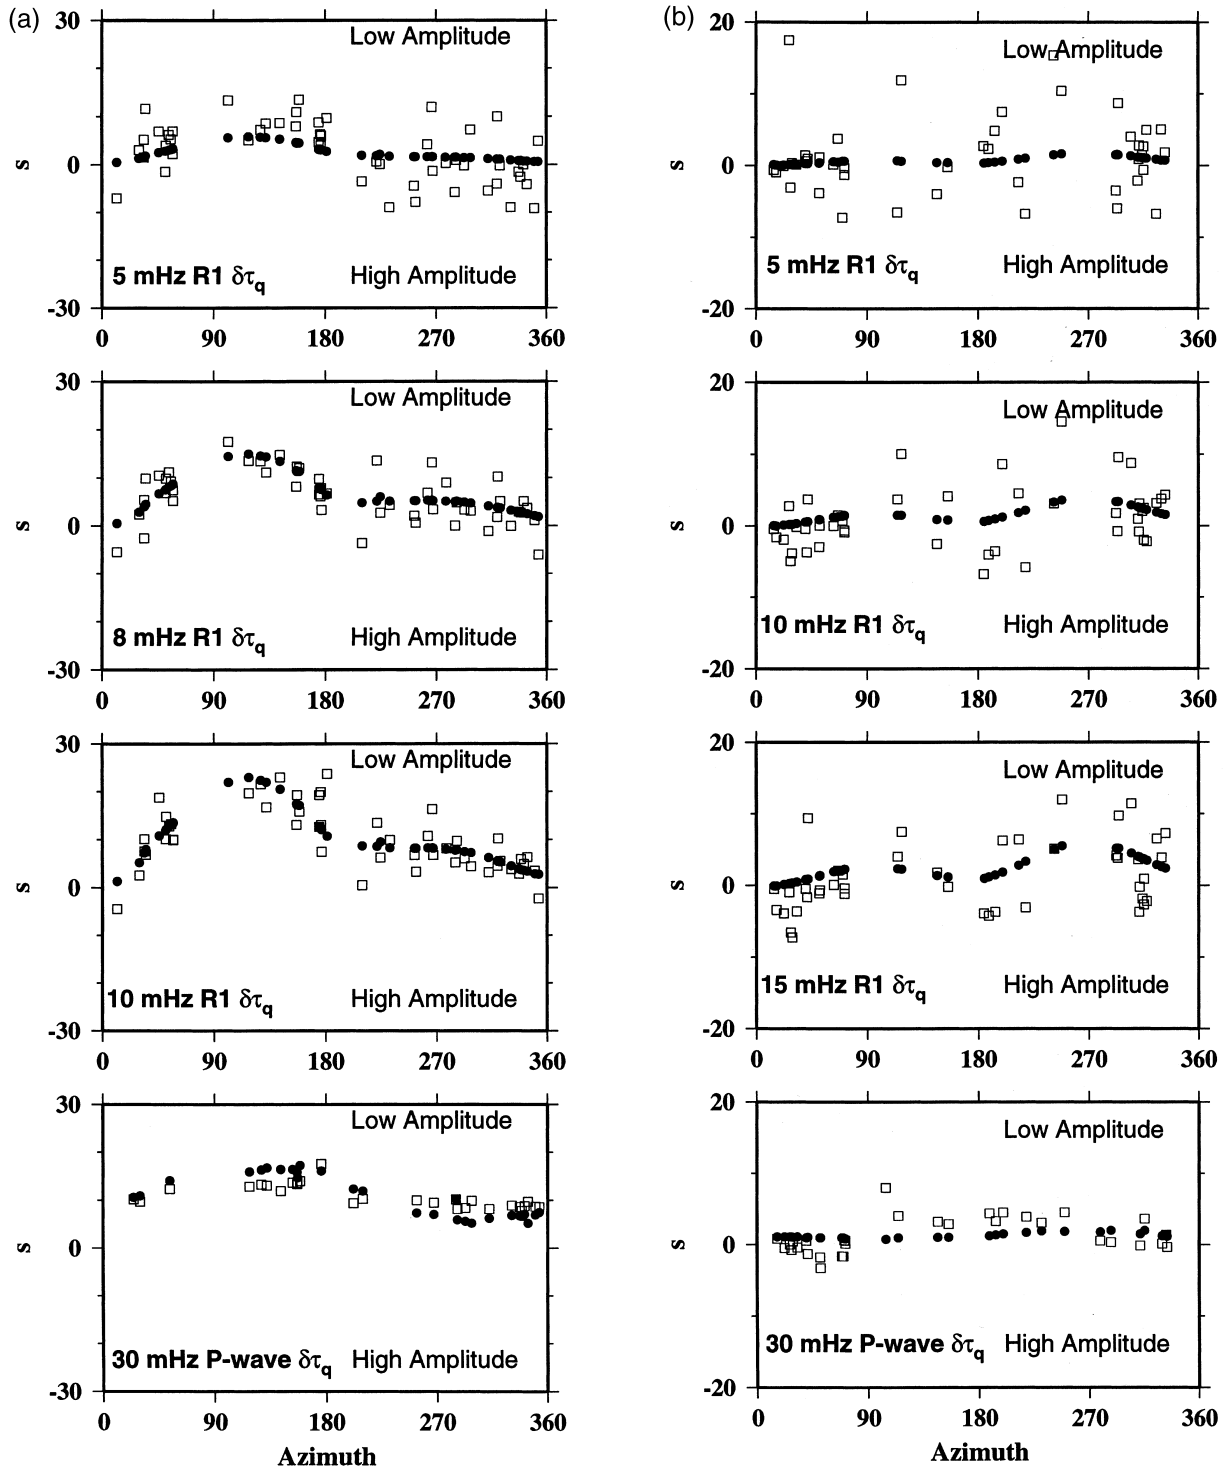 (a)
30
Low Amplitude
s
0
5 mHz R1 δτq
High Amplitude
-30
0 90 180 270 360
30
Low Amplitude
s
0
8 mHz R1 δτq
High Amplitude
-30
0 90 180 270 360
30
Low Amplitude
s
0
10 mHz R1 δτq
High Amplitude
-30
0 90 180 270 360
30
Low Amplitude
s
0
30 mHz P-wave δτq
High Amplitude
-30
0 90 180 270 360
Azimuth
(b)
20
Low Amplitude
s
0
5 mHz R1 δτq
High Amplitude
-20
0 90 180 270 360
20
Low Amplitude
s
0
10 mHz R1 δτq
High Amplitude
-20
0 90 180 270 360
20
Low Amplitude
s
0
15 mHz R1 δτq
High Amplitude
-20
0 90 180 270 360
20
Low Amplitude
s
0
30 mHz P-wave δτq
High Amplitude
-20
0 90 180 270 360
Azimuth